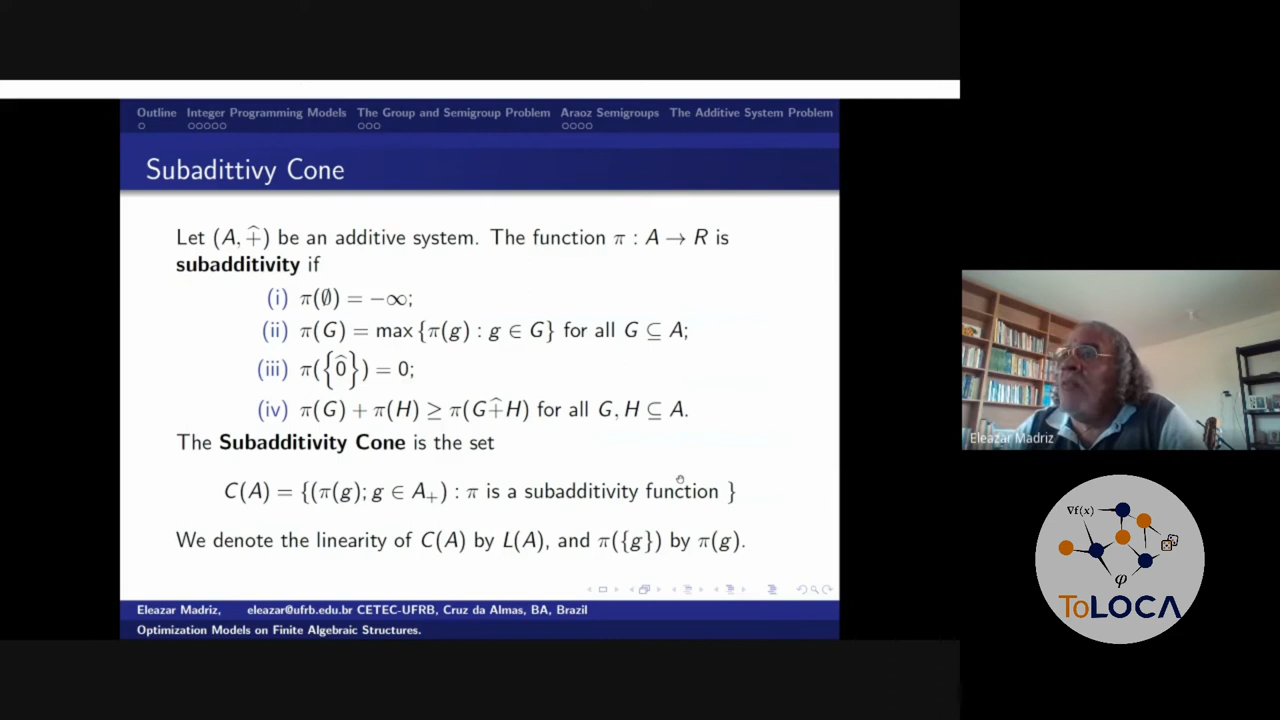 Outline Integer Programming Models The Group and Semigroup Problem Araoz Semigroups The Additive System Problem
Subadittivy Cone
Let (A, +̂) be an additive system. The function π : A → R is
subadditivity if
(i) π(∅) = −∞;
(ii) π(G) = max {π(g) : g ∈ G} for all G ⊆ A;
(iii) π({0̂}) = 0;
(iv) π(G) + π(H) ≥ π(G+̂H) for all G, H ⊆ A.
The Subadditivity Cone is the set
C(A) = {(π(g); g ∈ A₊) : π is a subadditivity function }
We denote the linearity of C(A) by L(A), and π({g}) by π(g).
Eleazar Madriz, eleazar@ufrb.edu.br CETEC-UFRB, Cruz da Almas, BA, Brazil
Optimization Models on Finite Algebraic Structures.
Eleazar Madriz
∇f(x)
φ
ToLOCA